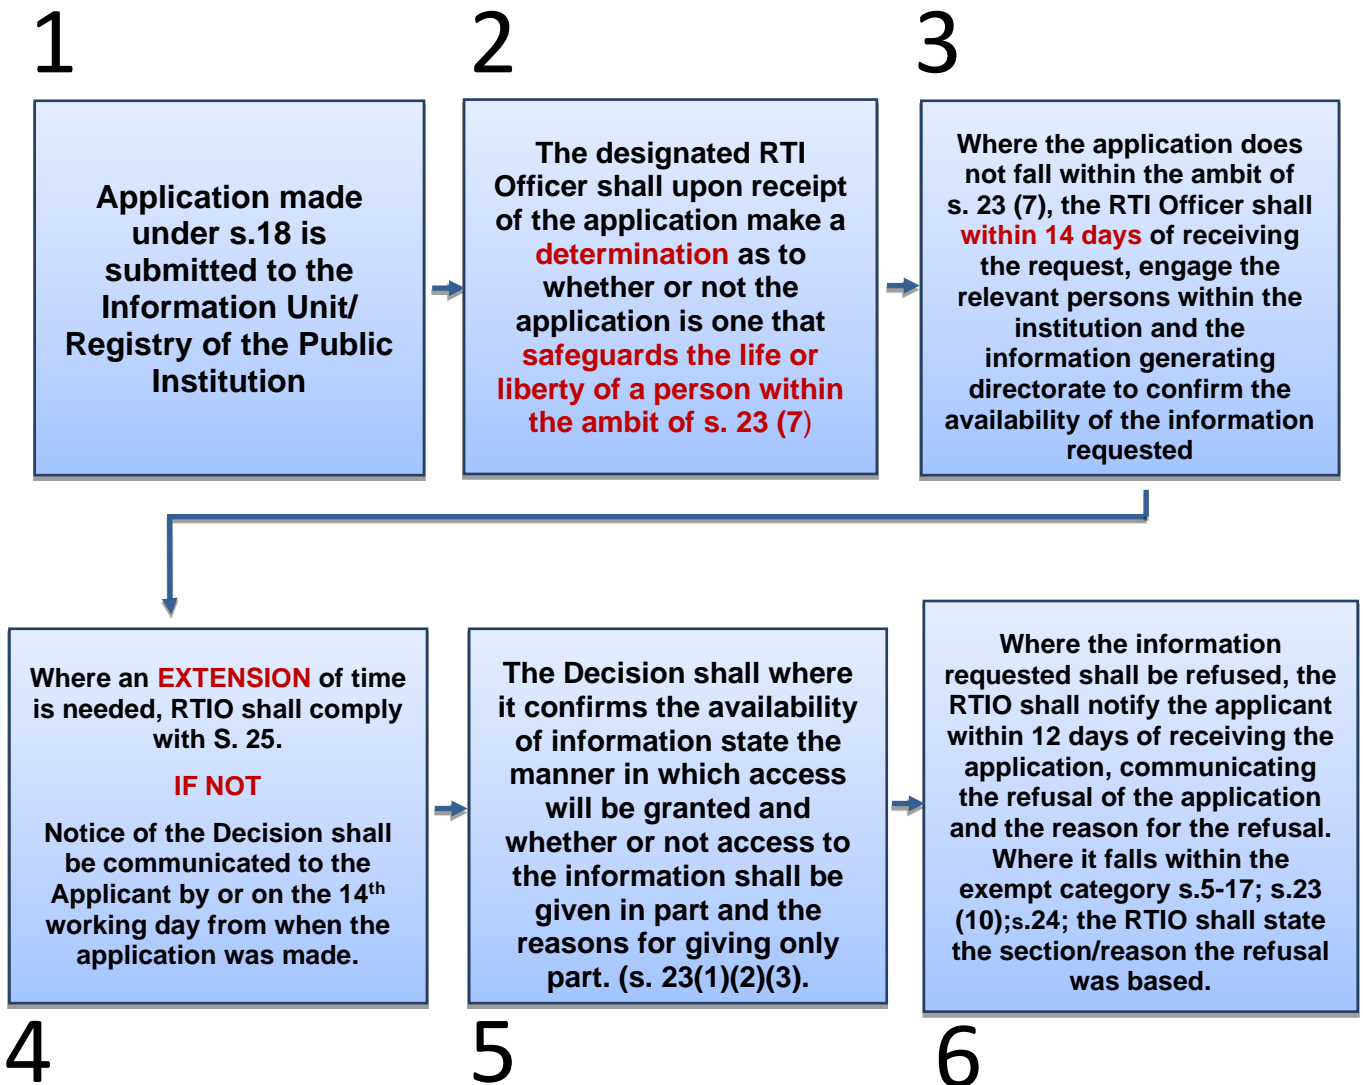 1
Application made
under s.18 is
submitted to the
Information Unit/
Registry of the Public
Institution
2
The designated RTI
Officer shall upon receipt
of the application make a
determination as to
whether or not the
application is one that
safeguards the life or
liberty of a person within
the ambit of s. 23 (7)
3
Where the application does
not fall within the ambit of
s. 23 (7), the RTI Officer shall
within 14 days of receiving
the request, engage the
relevant persons within the
institution and the
information generating
directorate to confirm the
availability of the information
requested
Where an EXTENSION of time
is needed, RTIO shall comply
with S. 25.
IF NOT
Notice of the Decision shall
be communicated to the
Applicant by or on the 14th
working day from when the
application was made.
4
The Decision shall where
it confirms the availability
of information state the
manner in which access
will be granted and
whether or not access to
the information shall be
given in part and the
reasons for giving only
part. (s. 23(1)(2)(3).
5
Where the information
requested shall be refused, the
RTIO shall notify the applicant
within 12 days of receiving the
application, communicating
the refusal of the application
and the reason for the refusal.
Where it falls within the
exempt category s.5-17; s.23
(10);s.24; the RTIO shall state
the section/reason the refusal
was based.
6